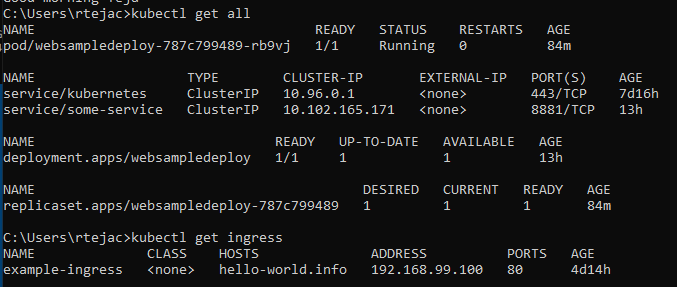 C:\Users\rtejac>kubectl get all
NAME READY STATUS RESTARTS AGE
pod/websampledeploy-787c799489-rb9vj 1/1 Running 0 84m
NAME TYPE CLUSTER-IP EXTERNAL-IP PORT(S) AGE
service/kubernetes ClusterIP 10.96.0.1 <none> 443/TCP 7d16h
service/some-service ClusterIP 10.102.165.171 <none> 8881/TCP 13h
NAME READY UP-TO-DATE AVAILABLE AGE
deployment.apps/websampledeploy 1/1 1 1 13h
NAME DESIRED CURRENT READY AGE
replicaset.apps/websampledeploy-787c799489 1 1 1 84m
C:\Users\rtejac>kubectl get ingress
NAME CLASS HOSTS ADDRESS PORTS AGE
example-ingress <none> hello-world.info 192.168.99.100 80 4d14h